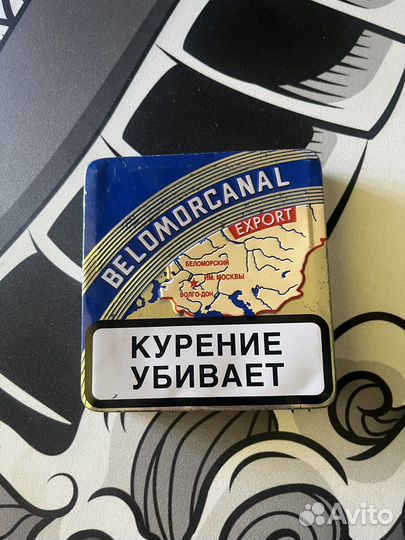 BELOMORCANAL
EXPORT
БЕЛОМОРСКИЙ
ИМ. МОСКВЫ
ВОЛГО-ДОН
КУРЕНИЕ
УБИВАЕТ
Avito